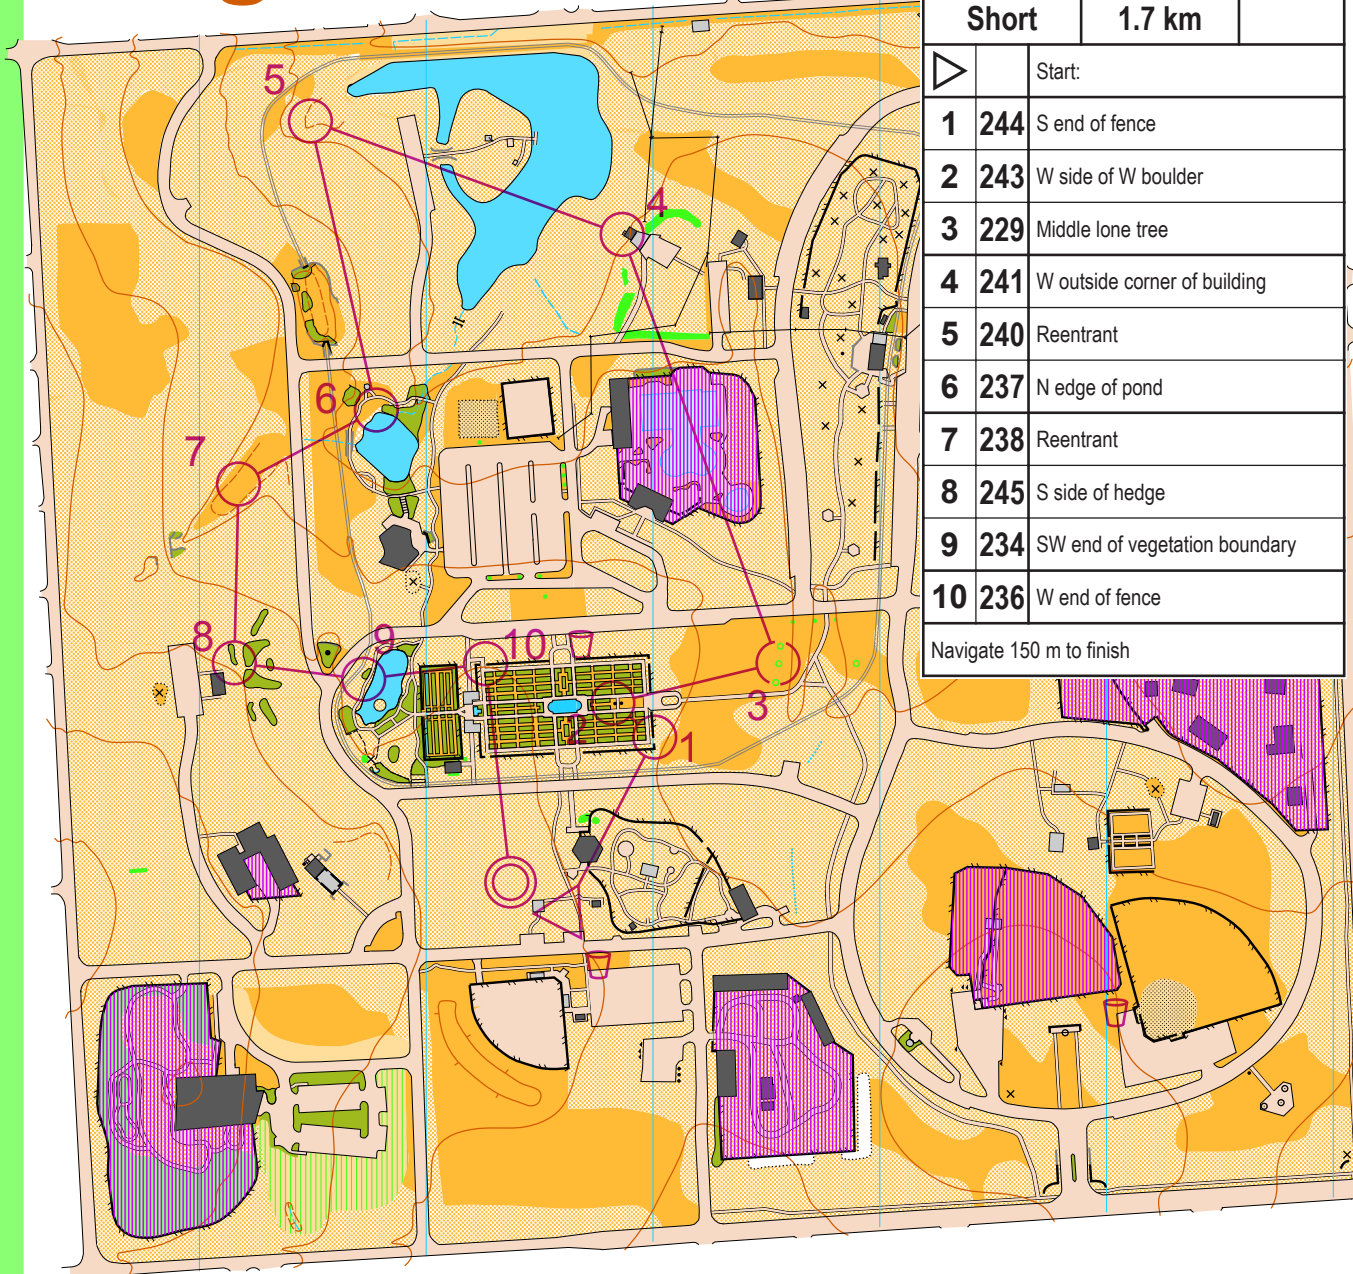 Short 1.7 km
Start:
1 244 S end of fence
2 243 W side of W boulder
3 229 Middle lone tree
4 241 W outside corner of building
5 240 Reentrant
6 237 N edge of pond
7 238 Reentrant
8 245 S side of hedge
9 234 SW end of vegetation boundary
10 236 W end of fence
Navigate 150 m to finish
5
4
6
7
8
9
10
3
2
1